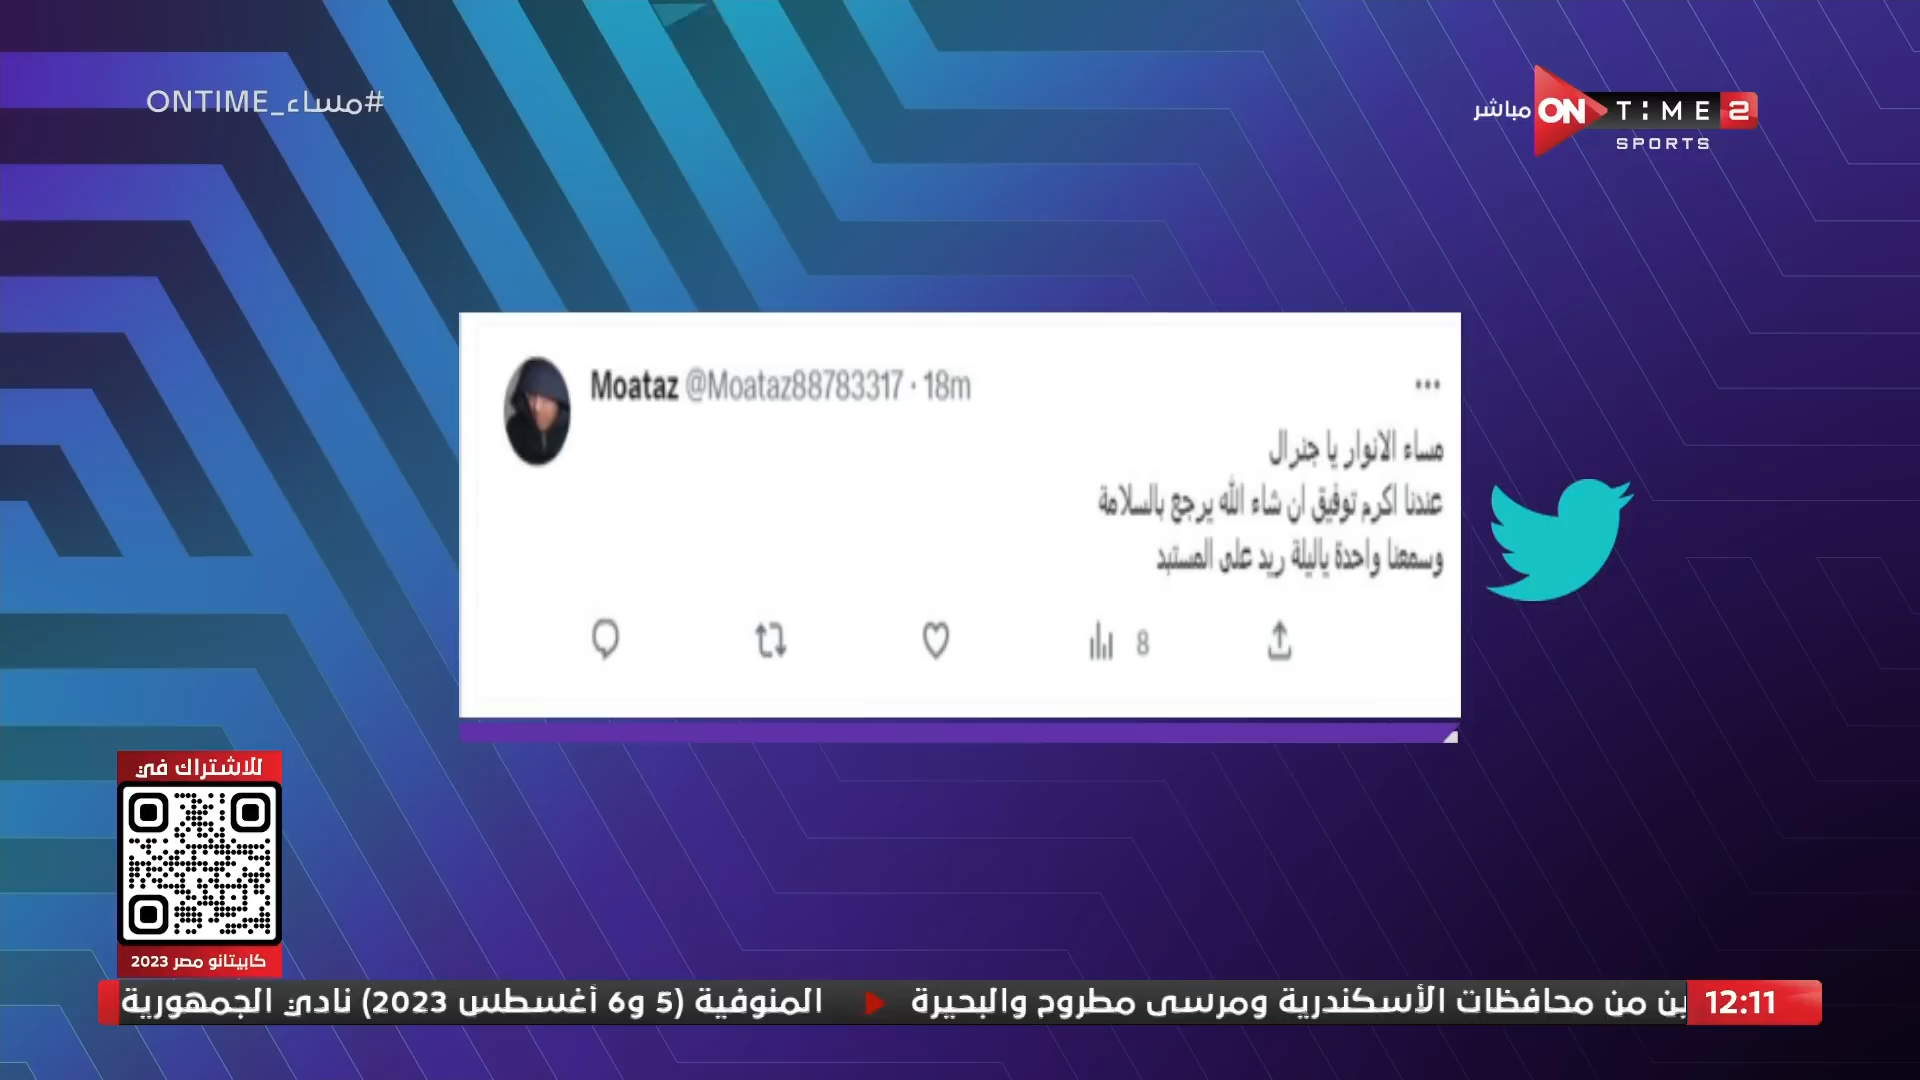 #مساء_ONTIME
مباشر ON TIME 2
SPORTS
Moataz @Moataz88783317 · 18m
مساء الانوار يا جنرال
عندنا اكرم توفيق ان شاء الله يرجع بالسلامة
وسمعنا واحدة ياليلة ريد على المستبد
8
للاشتراك في
كابيتانو مصر 2023
12:11
ين من محافظات الأسكندرية ومرسى مطروح والبحيرة
المنوفية (5 و6 أغسطس 2023) نادي الجمهورية